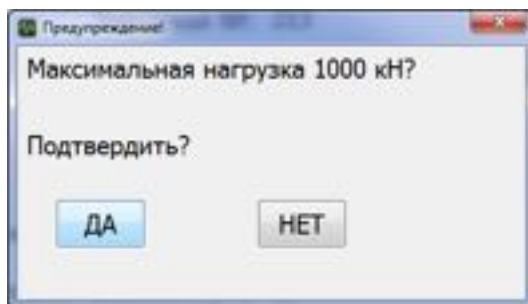 Предупреждение!
Максимальная нагрузка 1000 кН?
Подтвердить?
ДА
НЕТ